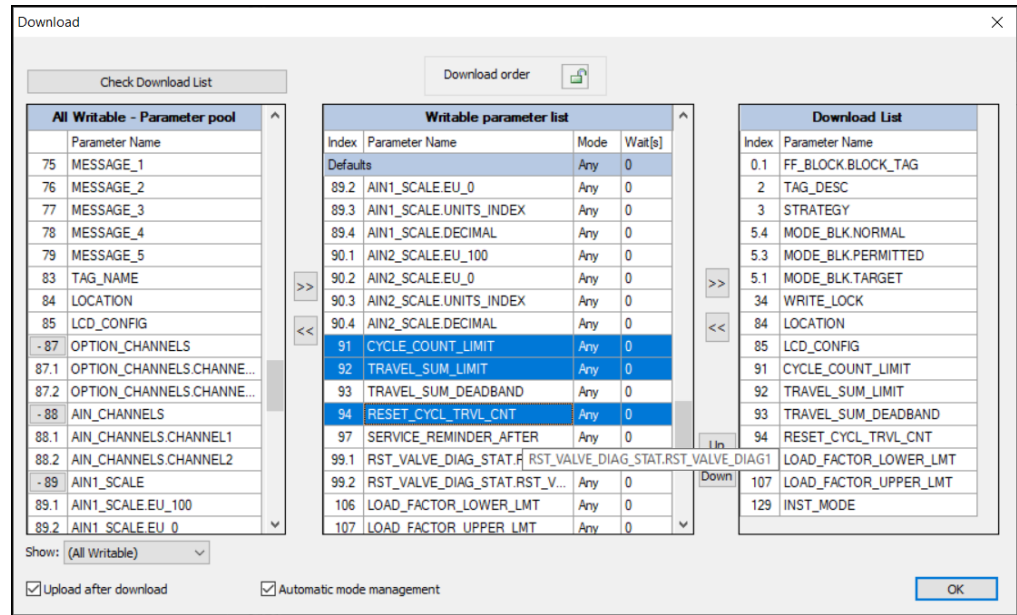 Download
Download order
Check Download List
All Writable - Parameter pool
Parameter Name
75 MESSAGE_1
76 MESSAGE_2
77 MESSAGE_3
78 MESSAGE_4
79 MESSAGE_5
83 TAG_NAME
84 LOCATION
85 LCD_CONFIG
- 87 OPTION_CHANNELS
87.1 OPTION_CHANNELS.CHANNE...
87.2 OPTION_CHANNELS.CHANNE...
- 88 AIN_CHANNELS
88.1 AIN_CHANNELS.CHANNEL1
88.2 AIN_CHANNELS.CHANNEL2
- 89 AIN1_SCALE
89.1 AIN1_SCALE.EU_100
89.2 AIN1_SCALE.EU_0
>>
<<
Writable parameter list
Index Parameter Name Mode Wait[s]
Defaults Any 0
89.2 AIN1_SCALE.EU_0 Any 0
89.3 AIN1_SCALE.UNITS_INDEX Any 0
89.4 AIN1_SCALE.DECIMAL Any 0
90.1 AIN2_SCALE.EU_100 Any 0
90.2 AIN2_SCALE.EU_0 Any 0
90.3 AIN2_SCALE.UNITS_INDEX Any 0
90.4 AIN2_SCALE.DECIMAL Any 0
91 CYCLE_COUNT_LIMIT Any 0
92 TRAVEL_SUM_LIMIT Any 0
93 TRAVEL_SUM_DEADBAND Any 0
94 RESET_CYCL_TRVL_CNT Any 0
97 SERVICE_REMINDER_AFTER Any 0
99.1 RST_VALVE_DIAG_STAT.F RST_VALVE_DIAG_STAT.RST_VALVE_DIAG1
99.2 RST_VALVE_DIAG_STAT.RST_V... Any 0
106 LOAD_FACTOR_LOWER_LMT Any 0
107 LOAD_FACTOR_UPPER_LMT Any 0
>>
<<
Up
Down
Download List
Index Parameter Name
0.1 FF_BLOCK.BLOCK_TAG
2 TAG_DESC
3 STRATEGY
5.4 MODE_BLK.NORMAL
5.3 MODE_BLK.PERMITTED
5.1 MODE_BLK.TARGET
34 WRITE_LOCK
84 LOCATION
85 LCD_CONFIG
91 CYCLE_COUNT_LIMIT
92 TRAVEL_SUM_LIMIT
93 TRAVEL_SUM_DEADBAND
94 RESET_CYCL_TRVL_CNT
LOAD_FACTOR_LOWER_LMT
107 LOAD_FACTOR_UPPER_LMT
129 INST_MODE
Show: (All Writable)
Upload after download
Automatic mode management
OK